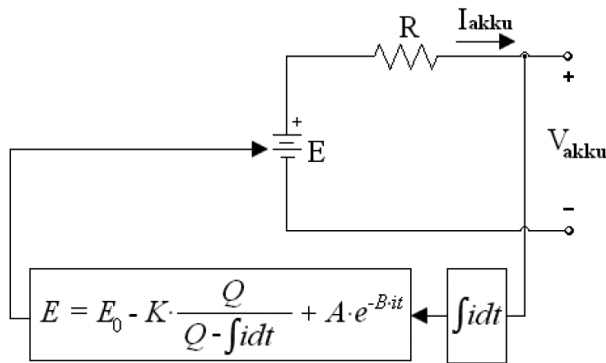 R
I akku
+
+
E
V akku
−
E = E₀ - K· Q / (Q - ∫idt) + A·e^(-B·it)
∫idt